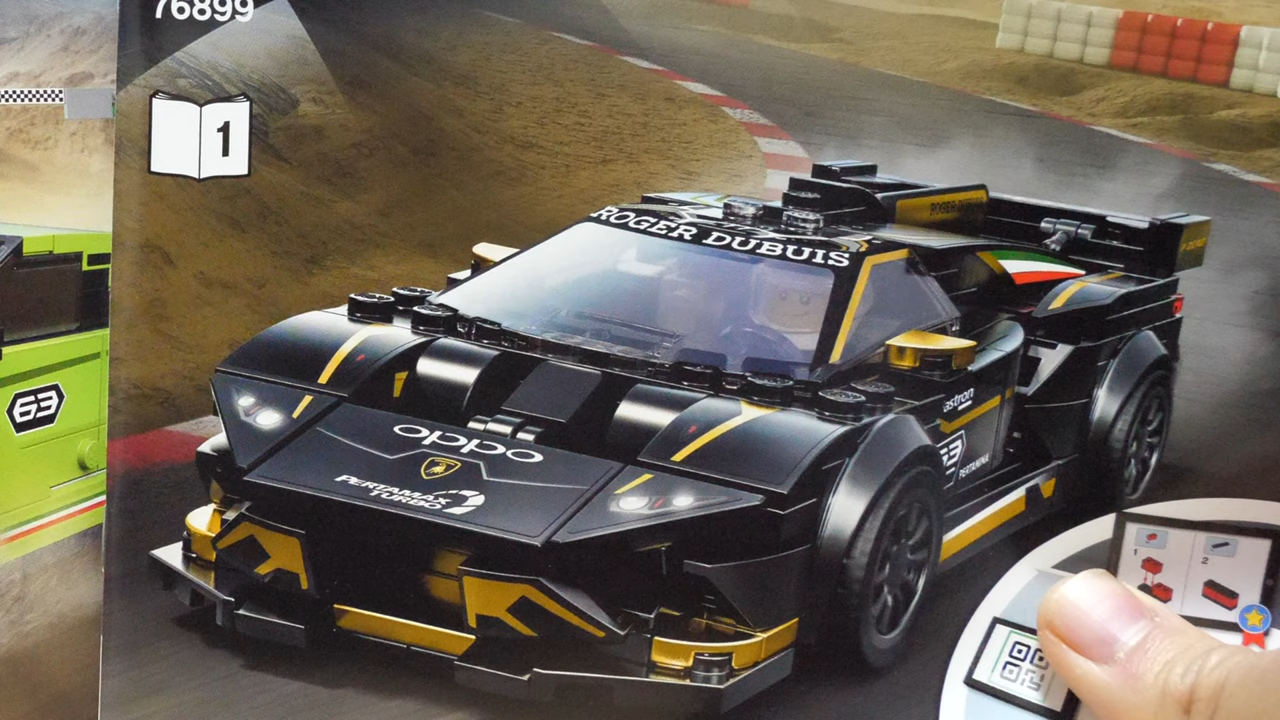 76899
1
63
ROGER DUBUIS
ROGER DUBUIS
oppo
PERTAMAX
TURBO
astron
63
PERTAMINA
1
2